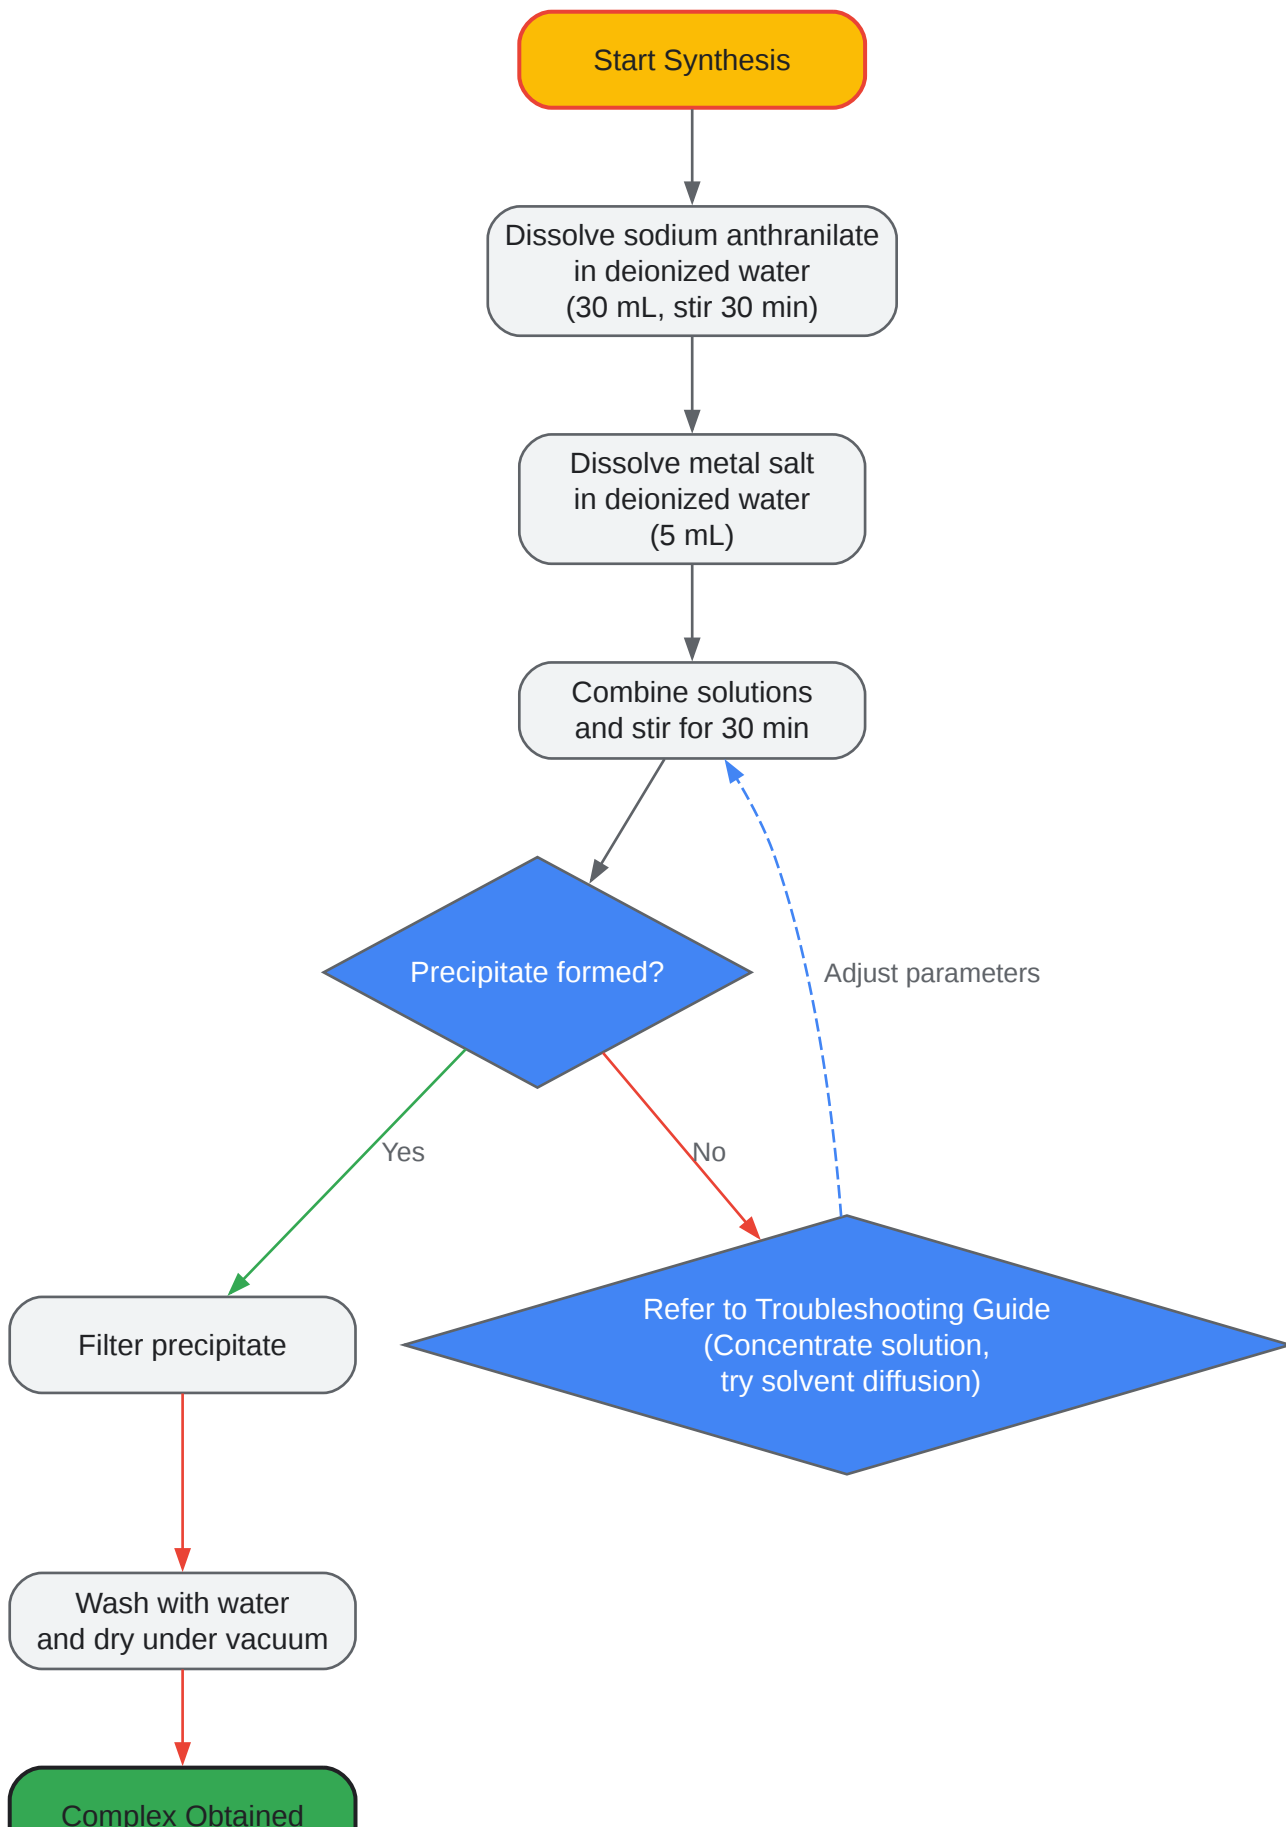 Start Synthesis
Dissolve sodium anthranilate
in deionized water
(30 mL, stir 30 min)
Dissolve metal salt
in deionized water
(5 mL)
Combine solutions
and stir for 30 min
Precipitate formed?
Adjust parameters
Yes
No
Refer to Troubleshooting Guide
(Concentrate solution,
try solvent diffusion)
Filter precipitate
Wash with water
and dry under vacuum
Complex Obtained